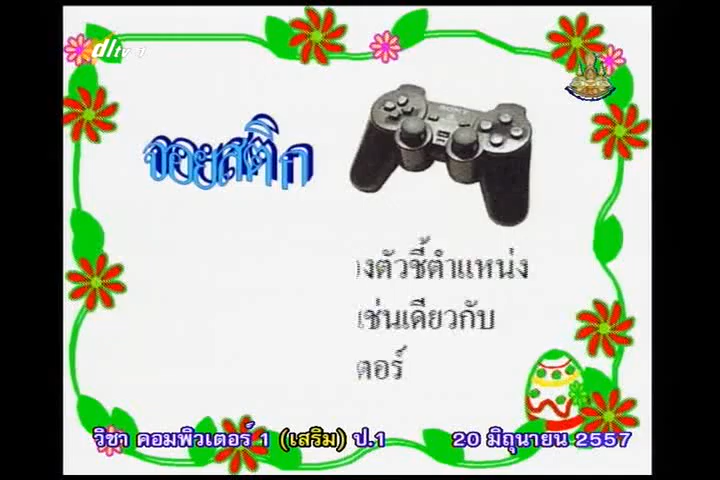 dltv 1
SONY
จอยสติก
งตัวชี้ตำแหน่ง
เช่นเดียวกับ
ตอร์
วิชา คอมพิวเตอร์ 1 (เสริม) ป.1 20 มิถุนายน 2557